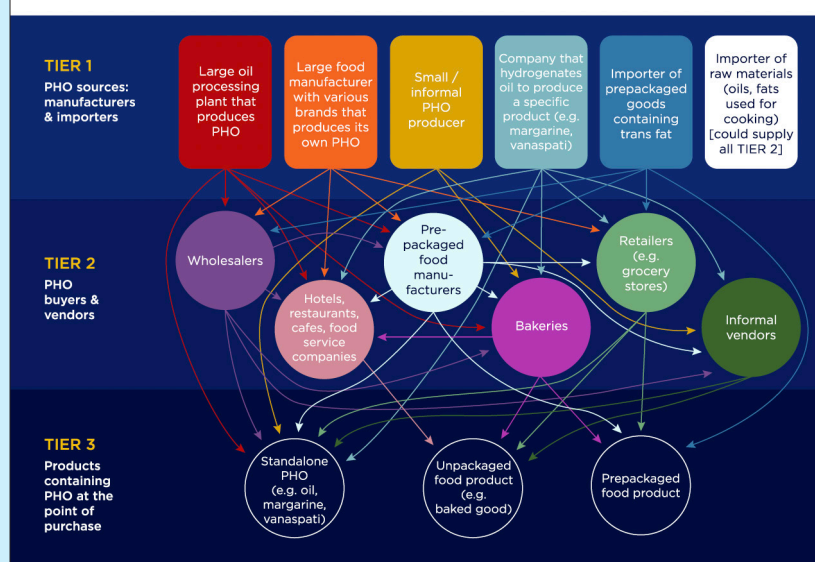 TIER 1
PHO sources:
manufacturers
& importers
Large oil
processing
plant that
produces
PHO
Large food
manufacturer
with various
brands that
produces its
own PHO
Small /
informal
PHO
producer
Company that
hydrogenates
oil to produce
a specific
product (e.g.
margarine,
vanaspati)
Importer of
prepackaged
goods
containing
trans fat
Importer of
raw materials
(oils, fats
used for
cooking)
[could supply
all TIER 2]
TIER 2
PHO
buyers &
vendors
Wholesalers
Hotels,
restaurants,
cafes, food
service
companies
Pre-
packaged
food
manu-
facturers
Bakeries
Retailers
(e.g.
grocery
stores)
Informal
vendors
TIER 3
Products
containing
PHO at the
point of
purchase
Standalone
PHO
(e.g. oil,
margarine,
vanaspati)
Unpackaged
food product
(e.g.
baked good)
Prepackaged
food product